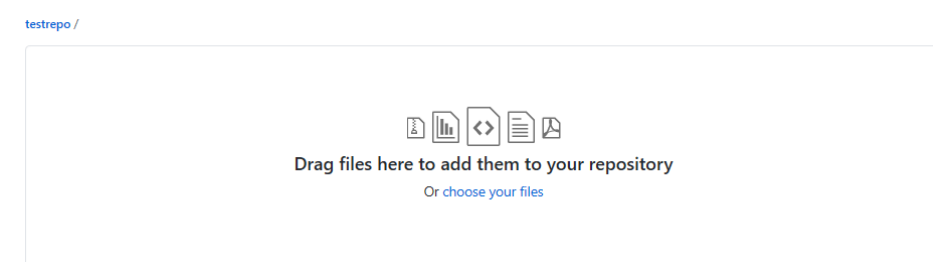 testrepo /
Drag files here to add them to your repository
Or choose your files